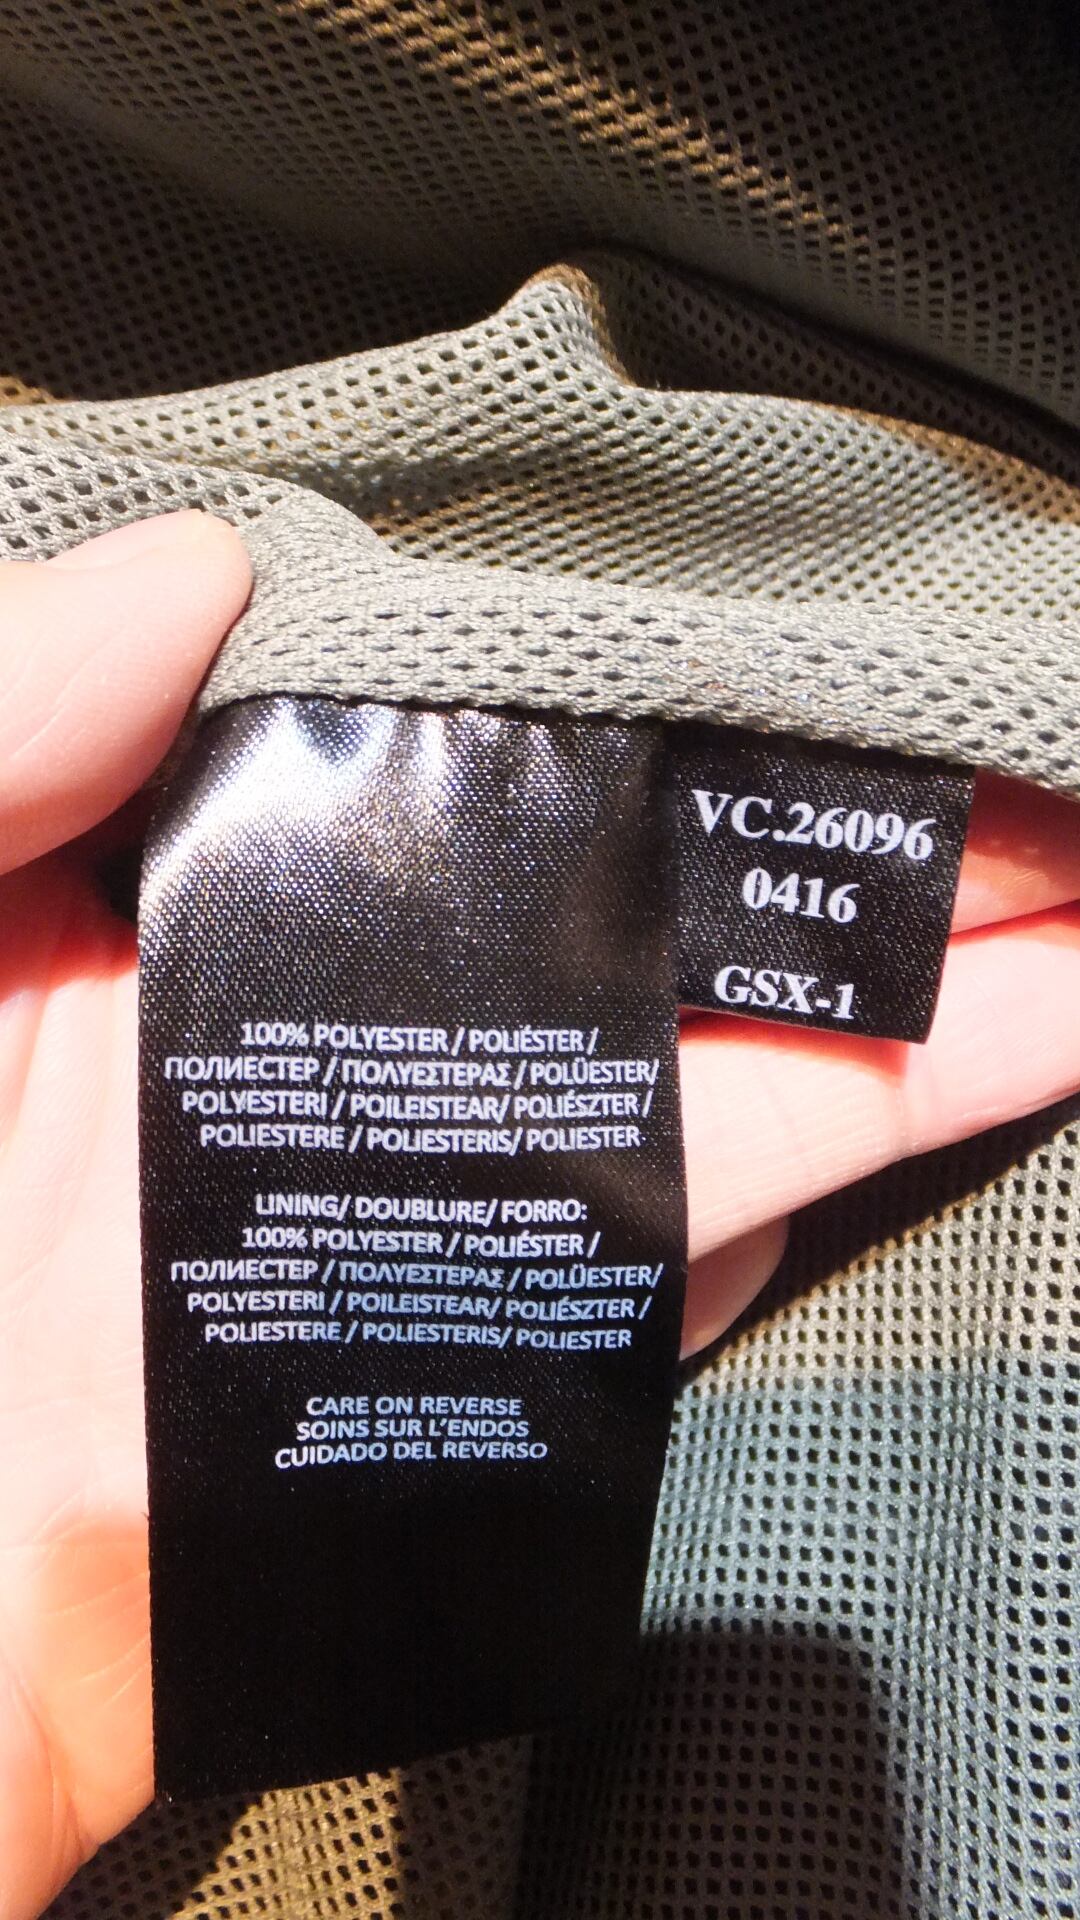 VC.26096
0416
GSX-1
100% POLYESTER / POLIÉSTER /
ПОЛИЕСТЕР / ΠΟΛΥΕΣΤΕΡΑΣ / POLÜESTER/
POLYESTERI / POILEISTEAR/ POLIÉSZTER /
POLIESTERE / POLIESTERIS/ POLIESTER
LINING/ DOUBLURE/ FORRO:
100% POLYESTER / POLIÉSTER /
ПОЛИЕСТЕР / ΠΟΛΥΕΣΤΕΡΑΣ / POLÜESTER/
POLYESTERI / POILEISTEAR/ POLIÉSZTER /
POLIESTERE / POLIESTERIS/ POLIESTER
CARE ON REVERSE
SOINS SUR L'ENDOS
CUIDADO DEL REVERSO